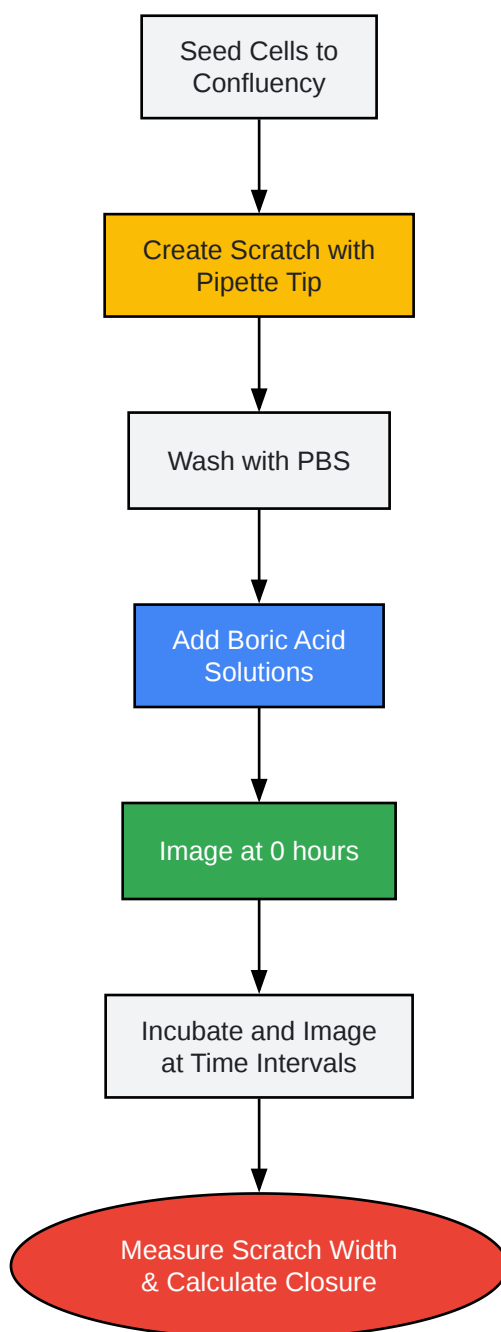 Seed Cells to
Confluency
Create Scratch with
Pipette Tip
Wash with PBS
Add Boric Acid
Solutions
Image at 0 hours
Incubate and Image
at Time Intervals
Measure Scratch Width
& Calculate Closure